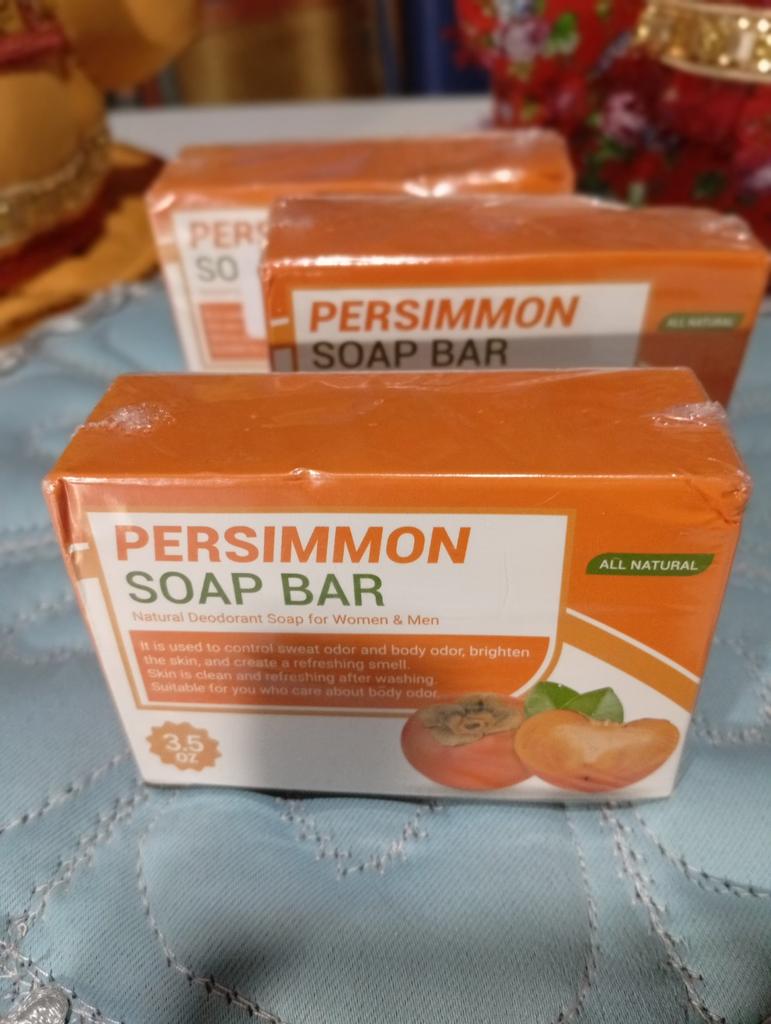 PERS
SO
PERSIMMON
SOAP BAR
ALL NATURAL
PERSIMMON
SOAP BAR
Natural Deodorant Soap for Women & Men
ALL NATURAL
It is used to control sweat odor and body odor, brighten
the skin, and create a refreshing smell.
Skin is clean and refreshing after washing.
Suitable for you who care about body odor.
3.5
OZ